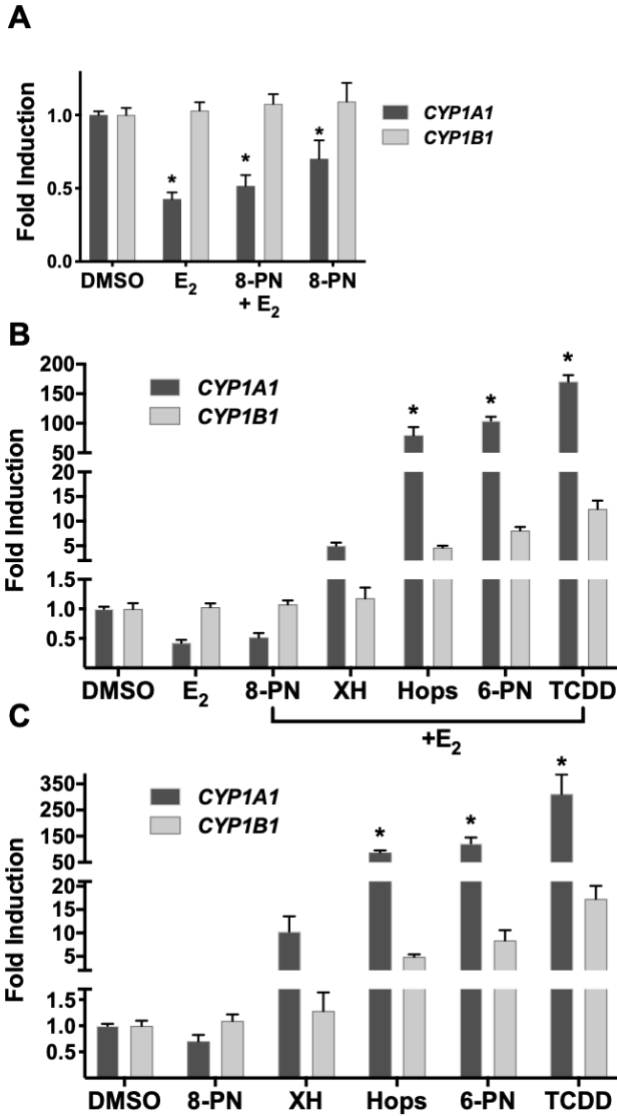 A
Fold Induction
1.0
0.5
0.0
* * *
CYP1A1
CYP1B1
DMSO E₂ 8-PN 8-PN
+ E₂
B
Fold Induction
200
150
100
50
20
15
10
5
1.5
1.0
0.5
CYP1A1
CYP1B1
* * *
DMSO E₂ 8-PN XH Hops 6-PN TCDD
+E₂
C
Fold Induction
350
250
150
50
20
15
10
5
1.5
1.0
0.5
CYP1A1
CYP1B1
* * *
DMSO 8-PN XH Hops 6-PN TCDD